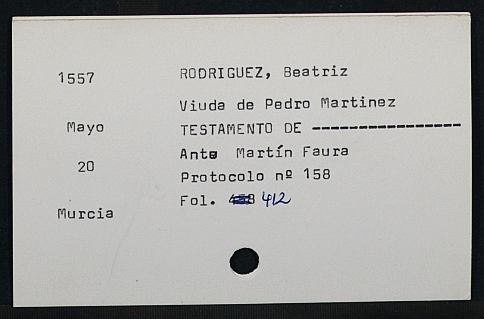 1557
RODRIGUEZ, Beatriz
Viuda de Pedro Martinez
Mayo
TESTAMENTO DE -------------------
Ante Martín Faura
20
Protocolo nº 158
Fol. 412
Murcia